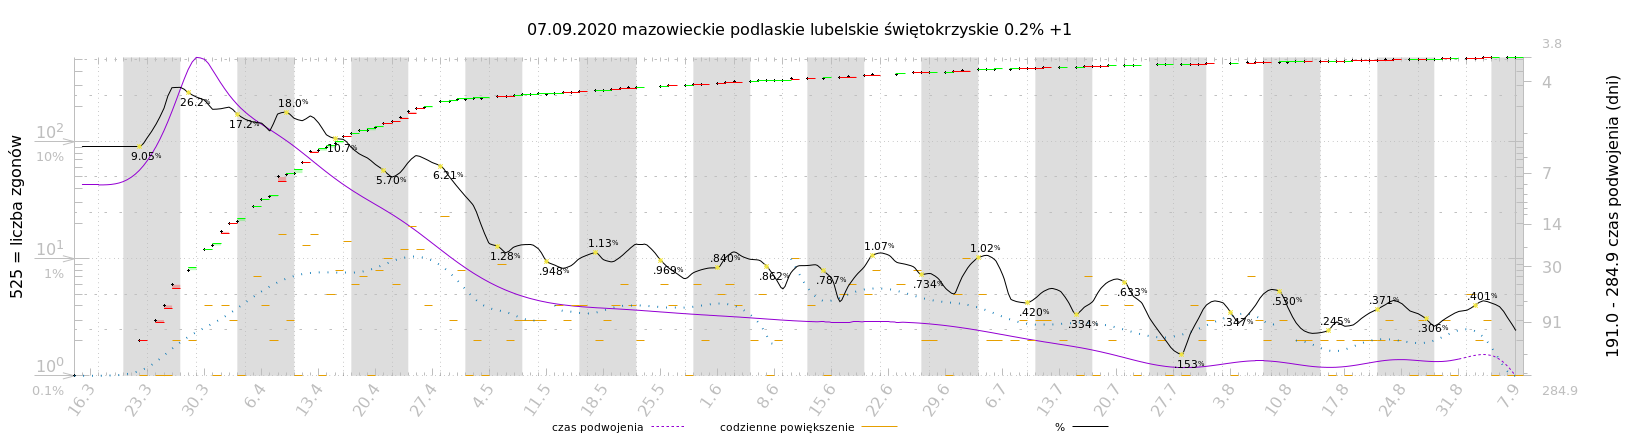 07.09.2020 mazowieckie podlaskie lubelskie świętokrzyskie 0.2% +1
525 = liczba zgonów
10² 10% 10¹ 1% 10⁰ 0.1%
9.05% 26.2% 17.2% 18.0% 10.7% 5.70% 6.21% 1.28% .948% 1.13% .969% .840% .862% .787% 1.07% .734% 1.02% .420% .334% .633% .153% .347% .530% .245% .371% .306% .401%
3.8 4 7 14 30 91 284.9
191.0 - 284.9 czas podwojenia (dni)
16.3 23.3 30.3 6.4 13.4 20.4 27.4 4.5 11.5 18.5 25.5 1.6 8.6 15.6 22.6 29.6 6.7 13.7 20.7 27.7 3.8 10.8 17.8 24.8 31.8 7.9
czas podwojenia codzienne powiększenie %